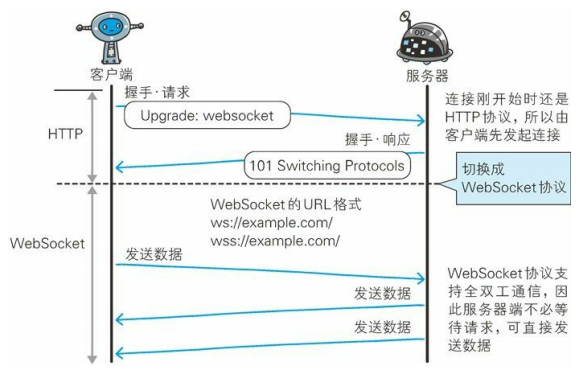 客户端
服务器
握手·请求
Upgrade: websocket
连接刚开始时还是
HTTP协议，所以由
客户端先发起连接
HTTP
握手·响应
101 Switching Protocols
切换成
WebSocket协议
WebSocket的URL格式
ws://example.com/
wss://example.com/
WebSocket
发送数据
发送数据
发送数据
WebSocket协议支
持全双工通信，因
此服务器端不必等
待请求，可直接发
送数据